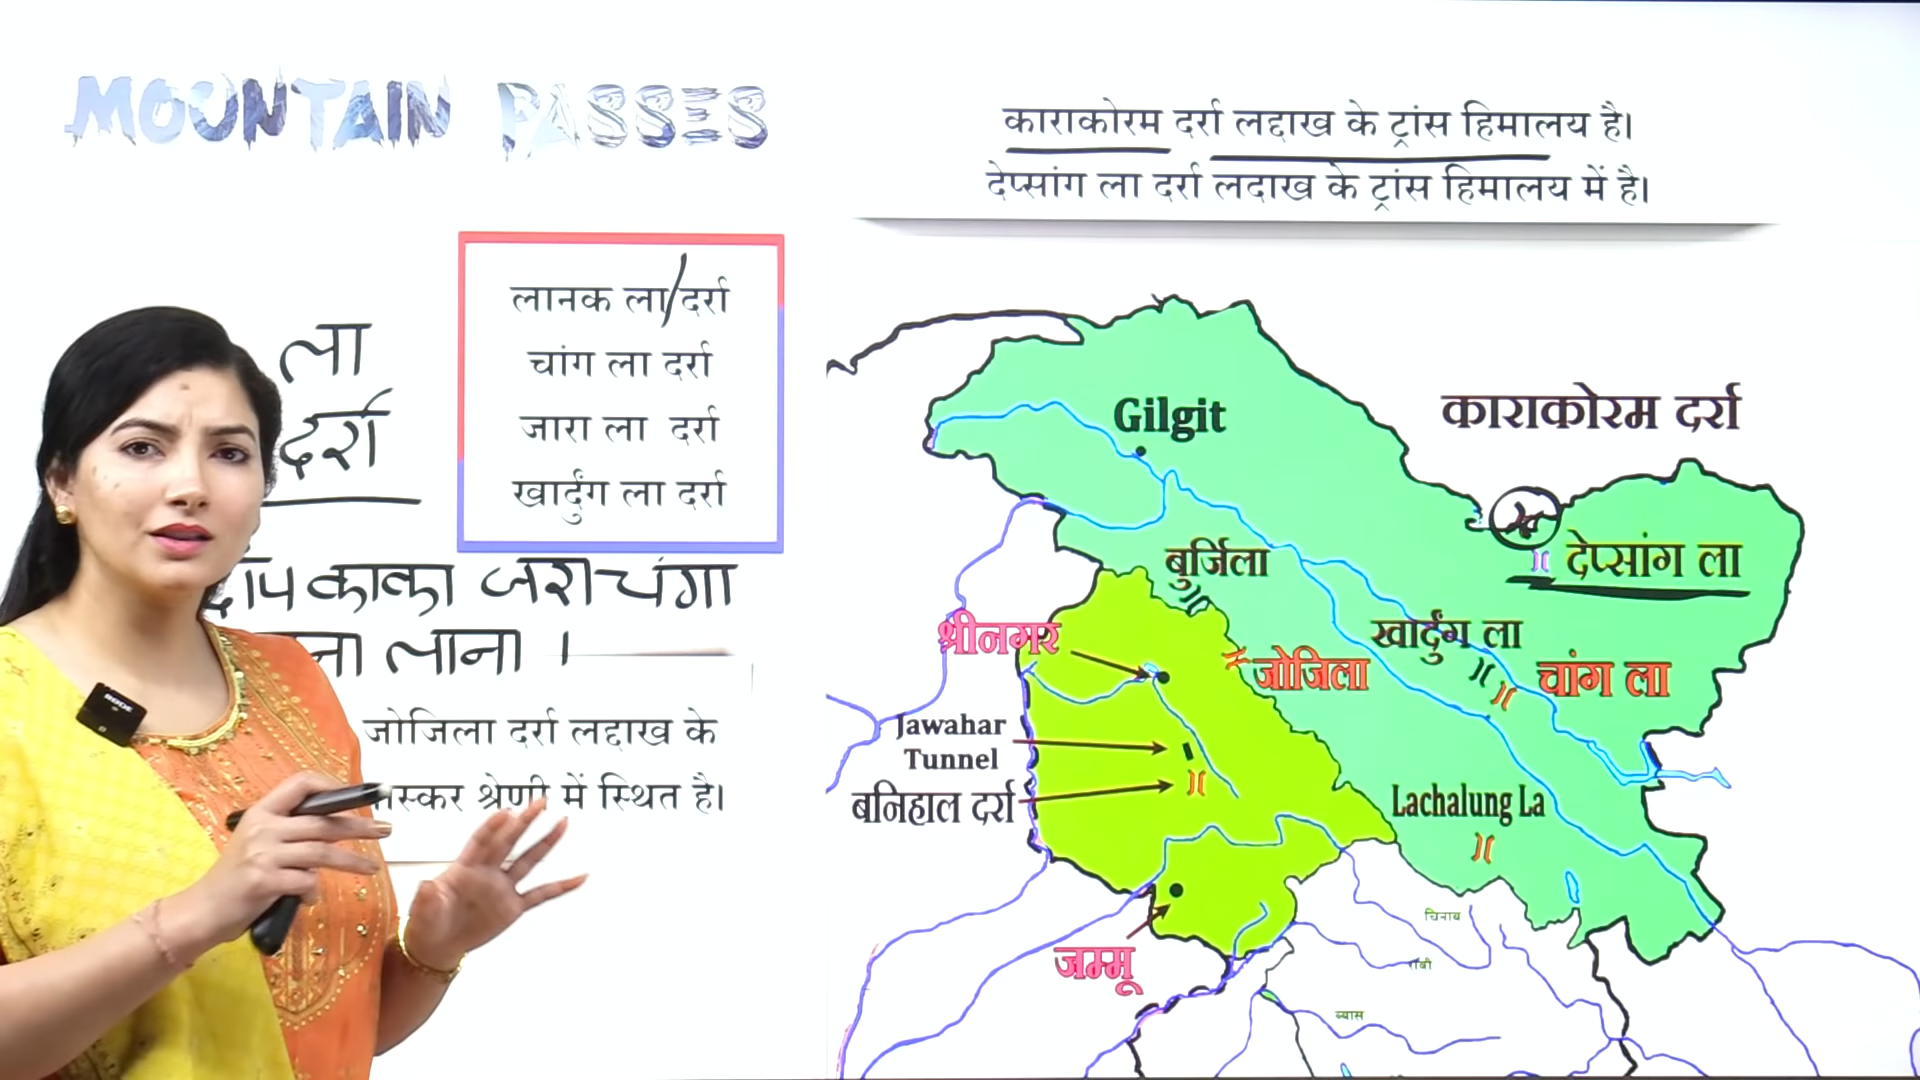 MOUNTAIN PASSES
काराकोरम दर्रा लद्दाख के ट्रांस हिमालय है।
देप्सांग ला दर्रा लदाख के ट्रांस हिमालय में है।
ला
दर्रा
लानक ला/दर्रा
चांग ला दर्रा
जारा ला दर्रा
खार्दुंग ला दर्रा
काका जरा चंगा
लाना ।
जोजिला दर्रा लद्दाख के
श्रेणी में स्थित है।
Gilgit
काराकोरम दर्रा
देप्सांग ला
बुर्जिला
श्रीनगर
जोजिला
खार्दुंग ला
चांग ला
Jawahar
Tunnel
बनिहाल दर्रा
Lachalung La
जम्मू
चिनाब
रावी
ब्यास